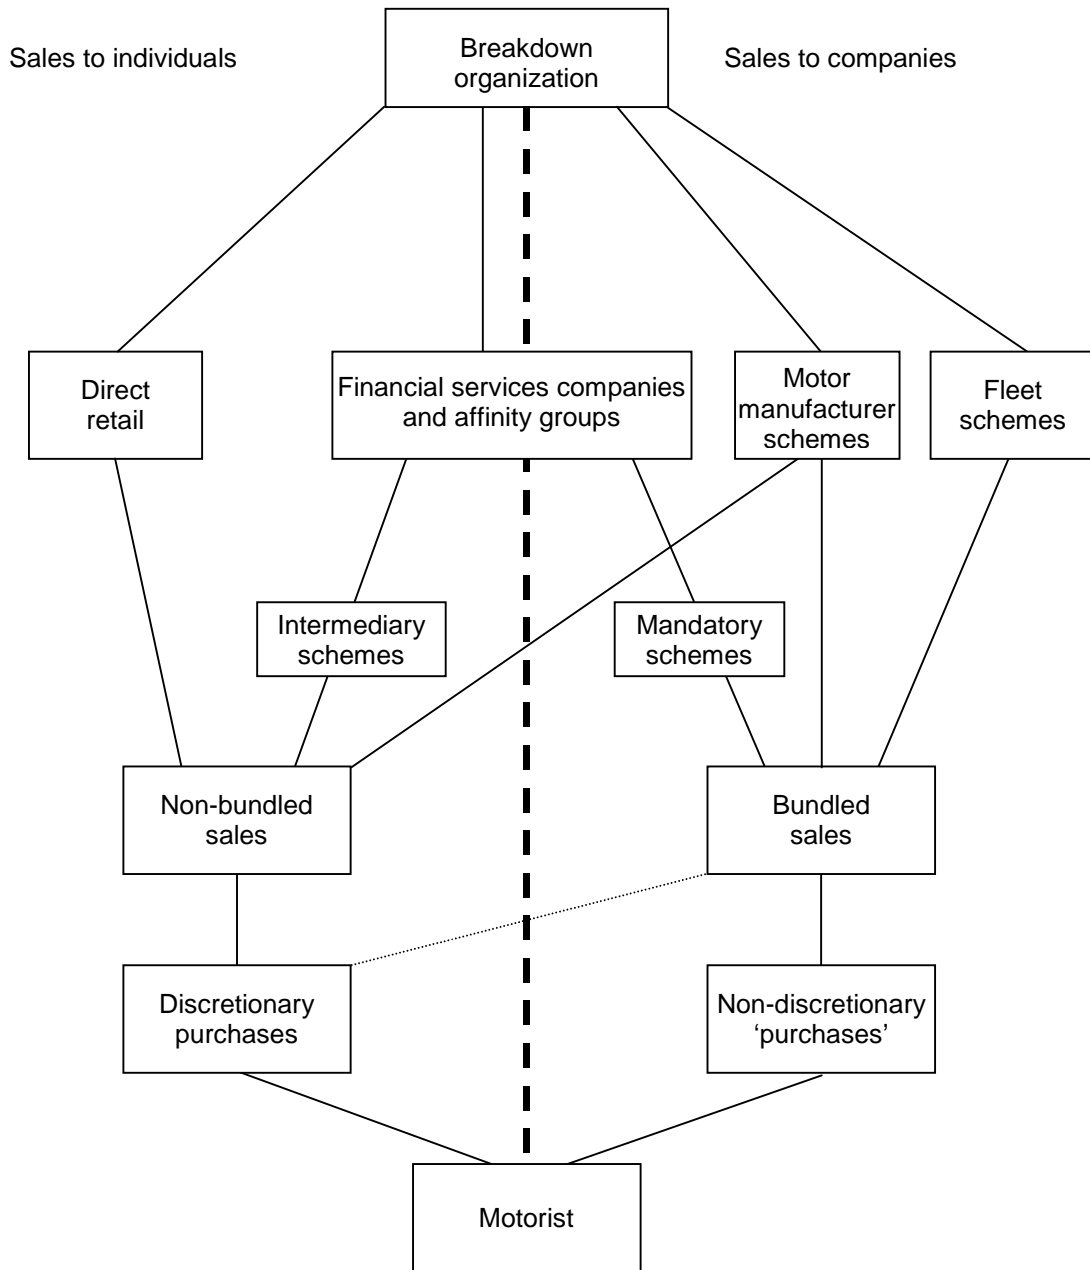 Sales to individuals
Breakdown
organization
Sales to companies
Direct
retail
Financial services companies
and affinity groups
Motor
manufacturer
schemes
Fleet
schemes
Intermediary
schemes
Mandatory
schemes
Non-bundled
sales
Bundled
sales
Discretionary
purchases
Non-discretionary
‘purchases’
Motorist